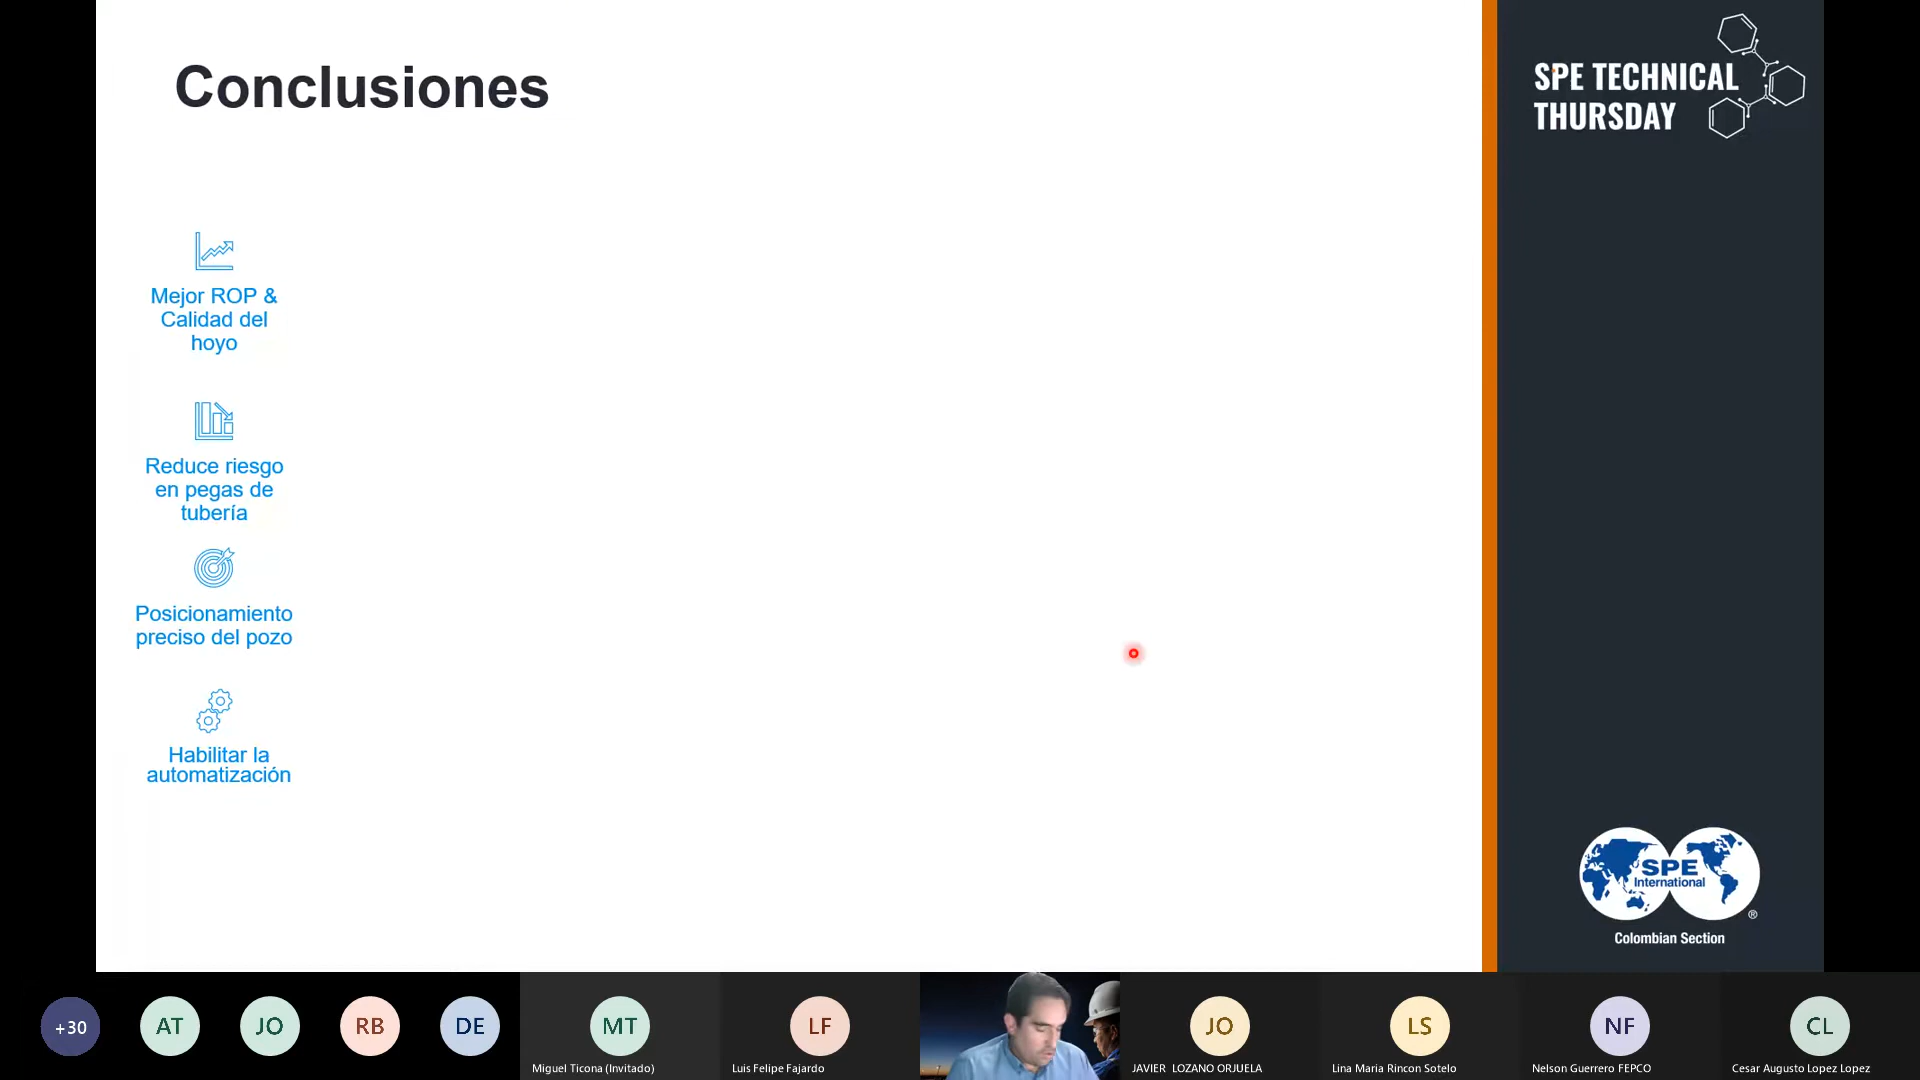 Conclusiones
SPE TECHNICAL
THURSDAY
Mejor ROP &
Calidad del
hoyo
Reduce riesgo
en pegas de
tubería
Posicionamiento
preciso del pozo
Habilitar la
automatización
SPE
International
®
Colombian Section
+30
AT
JO
RB
DE
MT
Miguel Ticona (Invitado)
LF
Luis Felipe Fajardo
JO
JAVIER LOZANO ORJUELA
LS
Lina Maria Rincon Sotelo
NF
Nelson Guerrero FEPCO
CL
Cesar Augusto Lopez Lopez